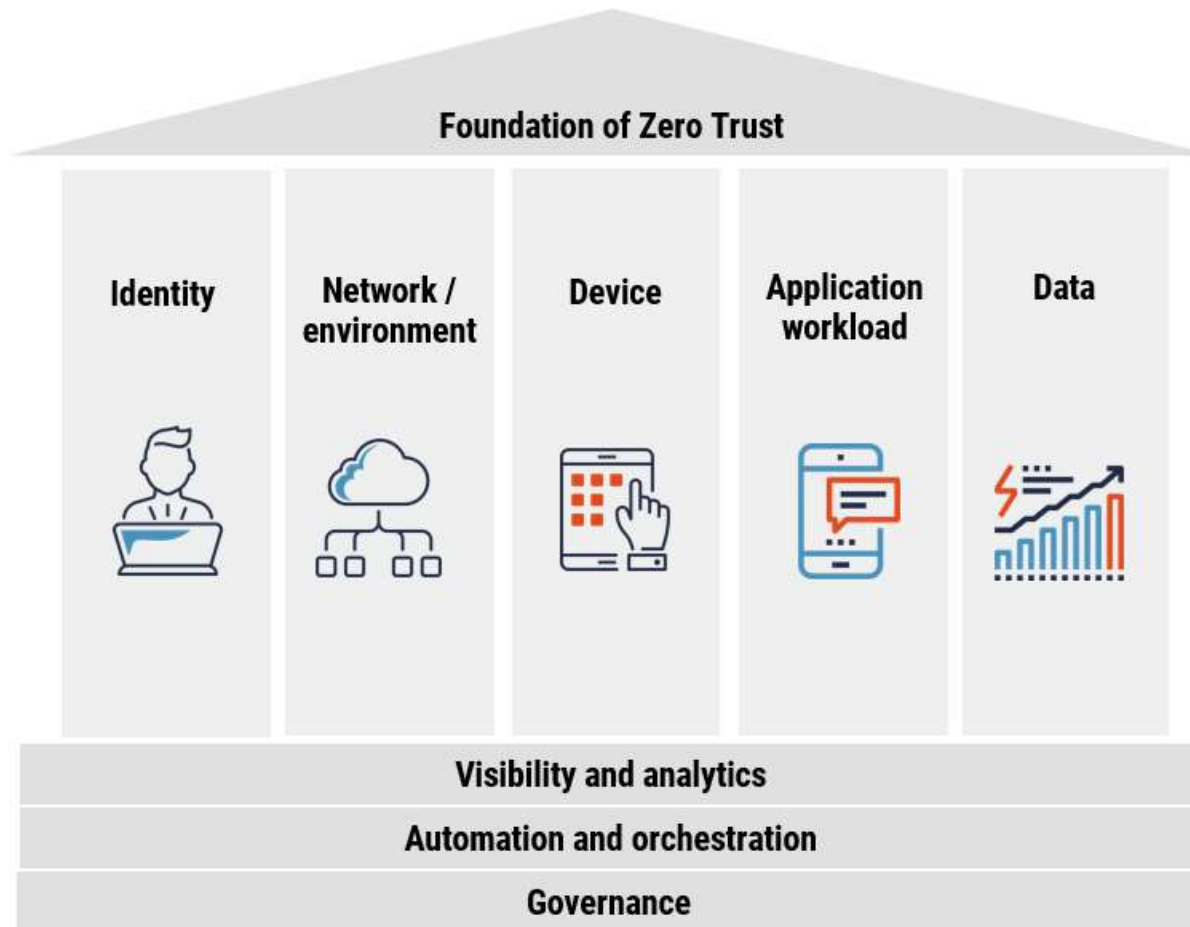 Foundation of Zero Trust
Identity
Network /
environment
Device
Application
workload
Data
Visibility and analytics
Automation and orchestration
Governance